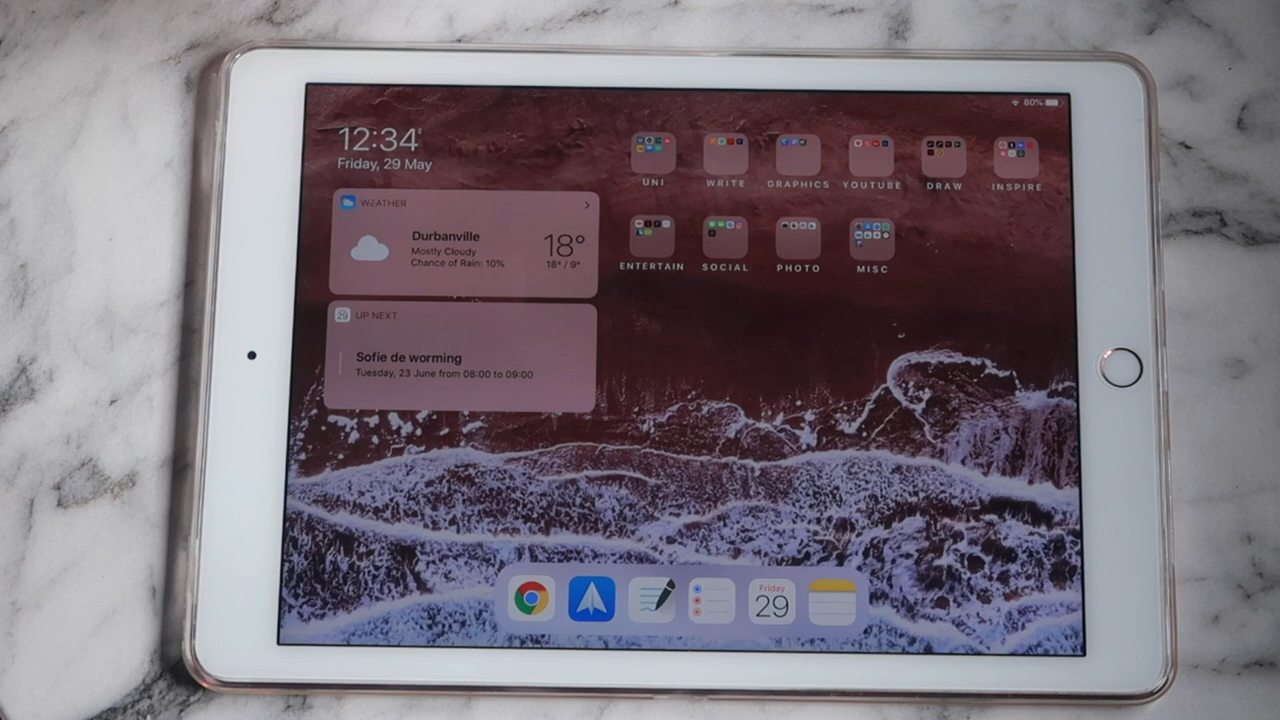 80%
12:34
Friday, 29 May
WEATHER
Durbanville
Mostly Cloudy
Chance of Rain: 10%
18°
18° / 9°
29 UP NEXT
Sofie de worming
Tuesday, 23 June from 08:00 to 09:00
UNI WRITE GRAPHICS YOUTUBE DRAW INSPIRE
ENTERTAIN SOCIAL PHOTO MISC
Friday
29